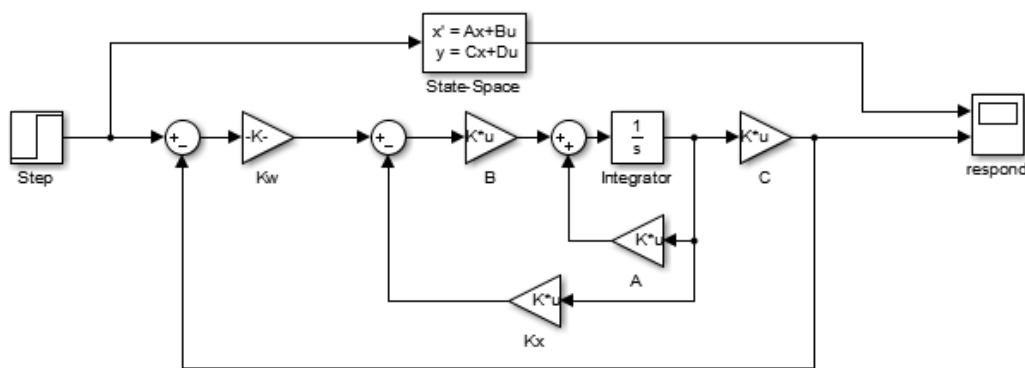 x' = Ax+Bu
y = Cx+Du
State-Space
Step
+
−
-K-
Kw
+
−
K*u
B
+
+
1
s
Integrator
K*u
C
respond
K*u
A
K*u
Kx